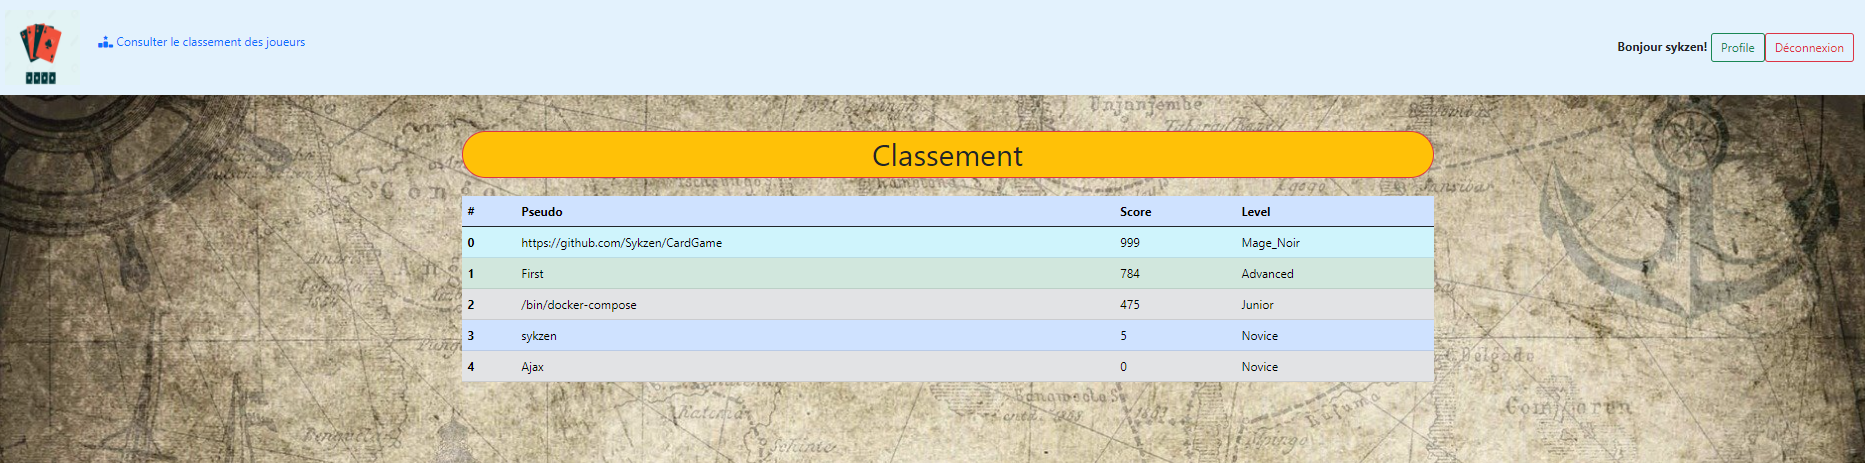 Consulter le classement des joueurs
Bonjour sykzen! Profile Déconnexion
Unjanjembe
Classement
Congo
# Pseudo Score Level
0 https://github.com/Sykzen/CardGame 999 Mage_Noir
1 First 784 Advanced
2 /bin/docker-compose 475 Junior
3 sykzen 5 Novice
4 Ajax 0 Novice